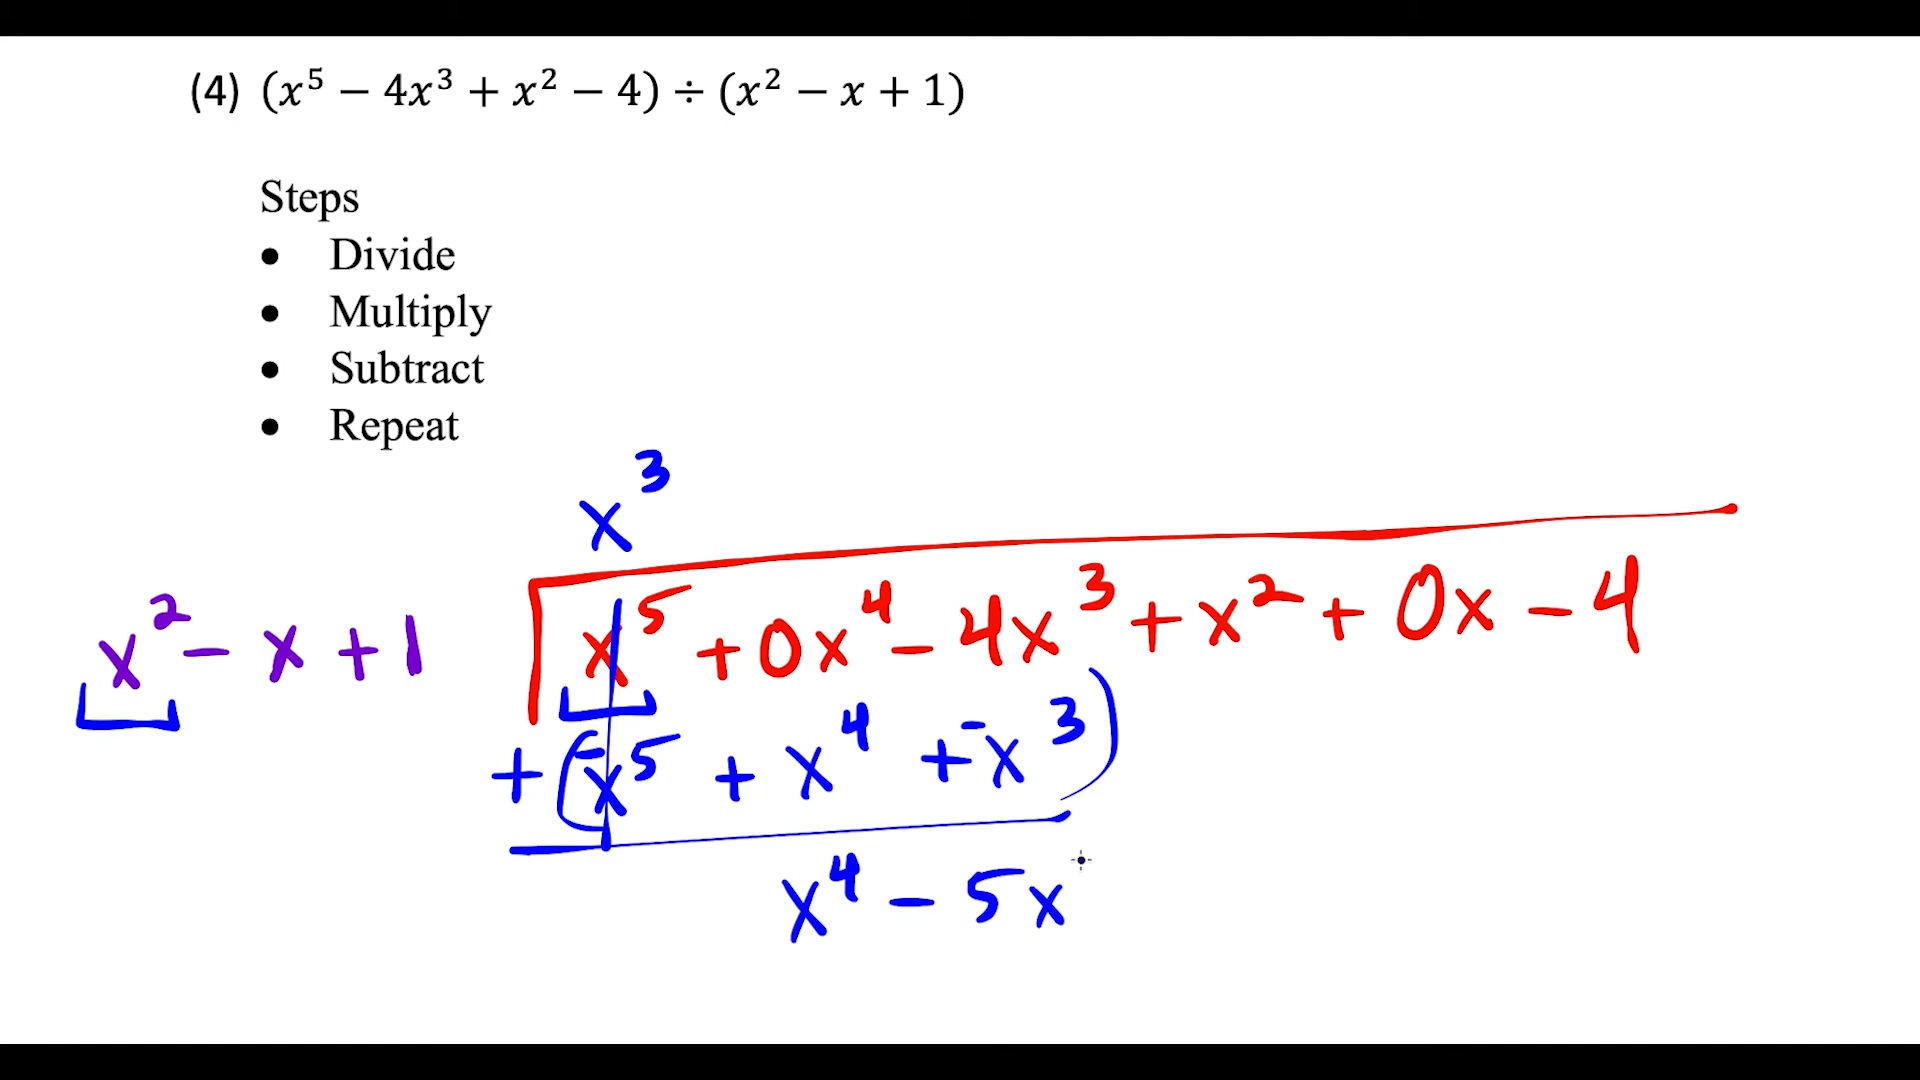 (4) (x⁵ − 4x³ + x² − 4) ÷ (x² − x + 1)
Steps
• Divide
• Multiply
• Subtract
• Repeat
x³
x² − x + 1 x⁵ + 0x⁴ − 4x³ + x² + 0x − 4
+ (−x⁵ + x⁴ + −x³)
x⁴ − 5x